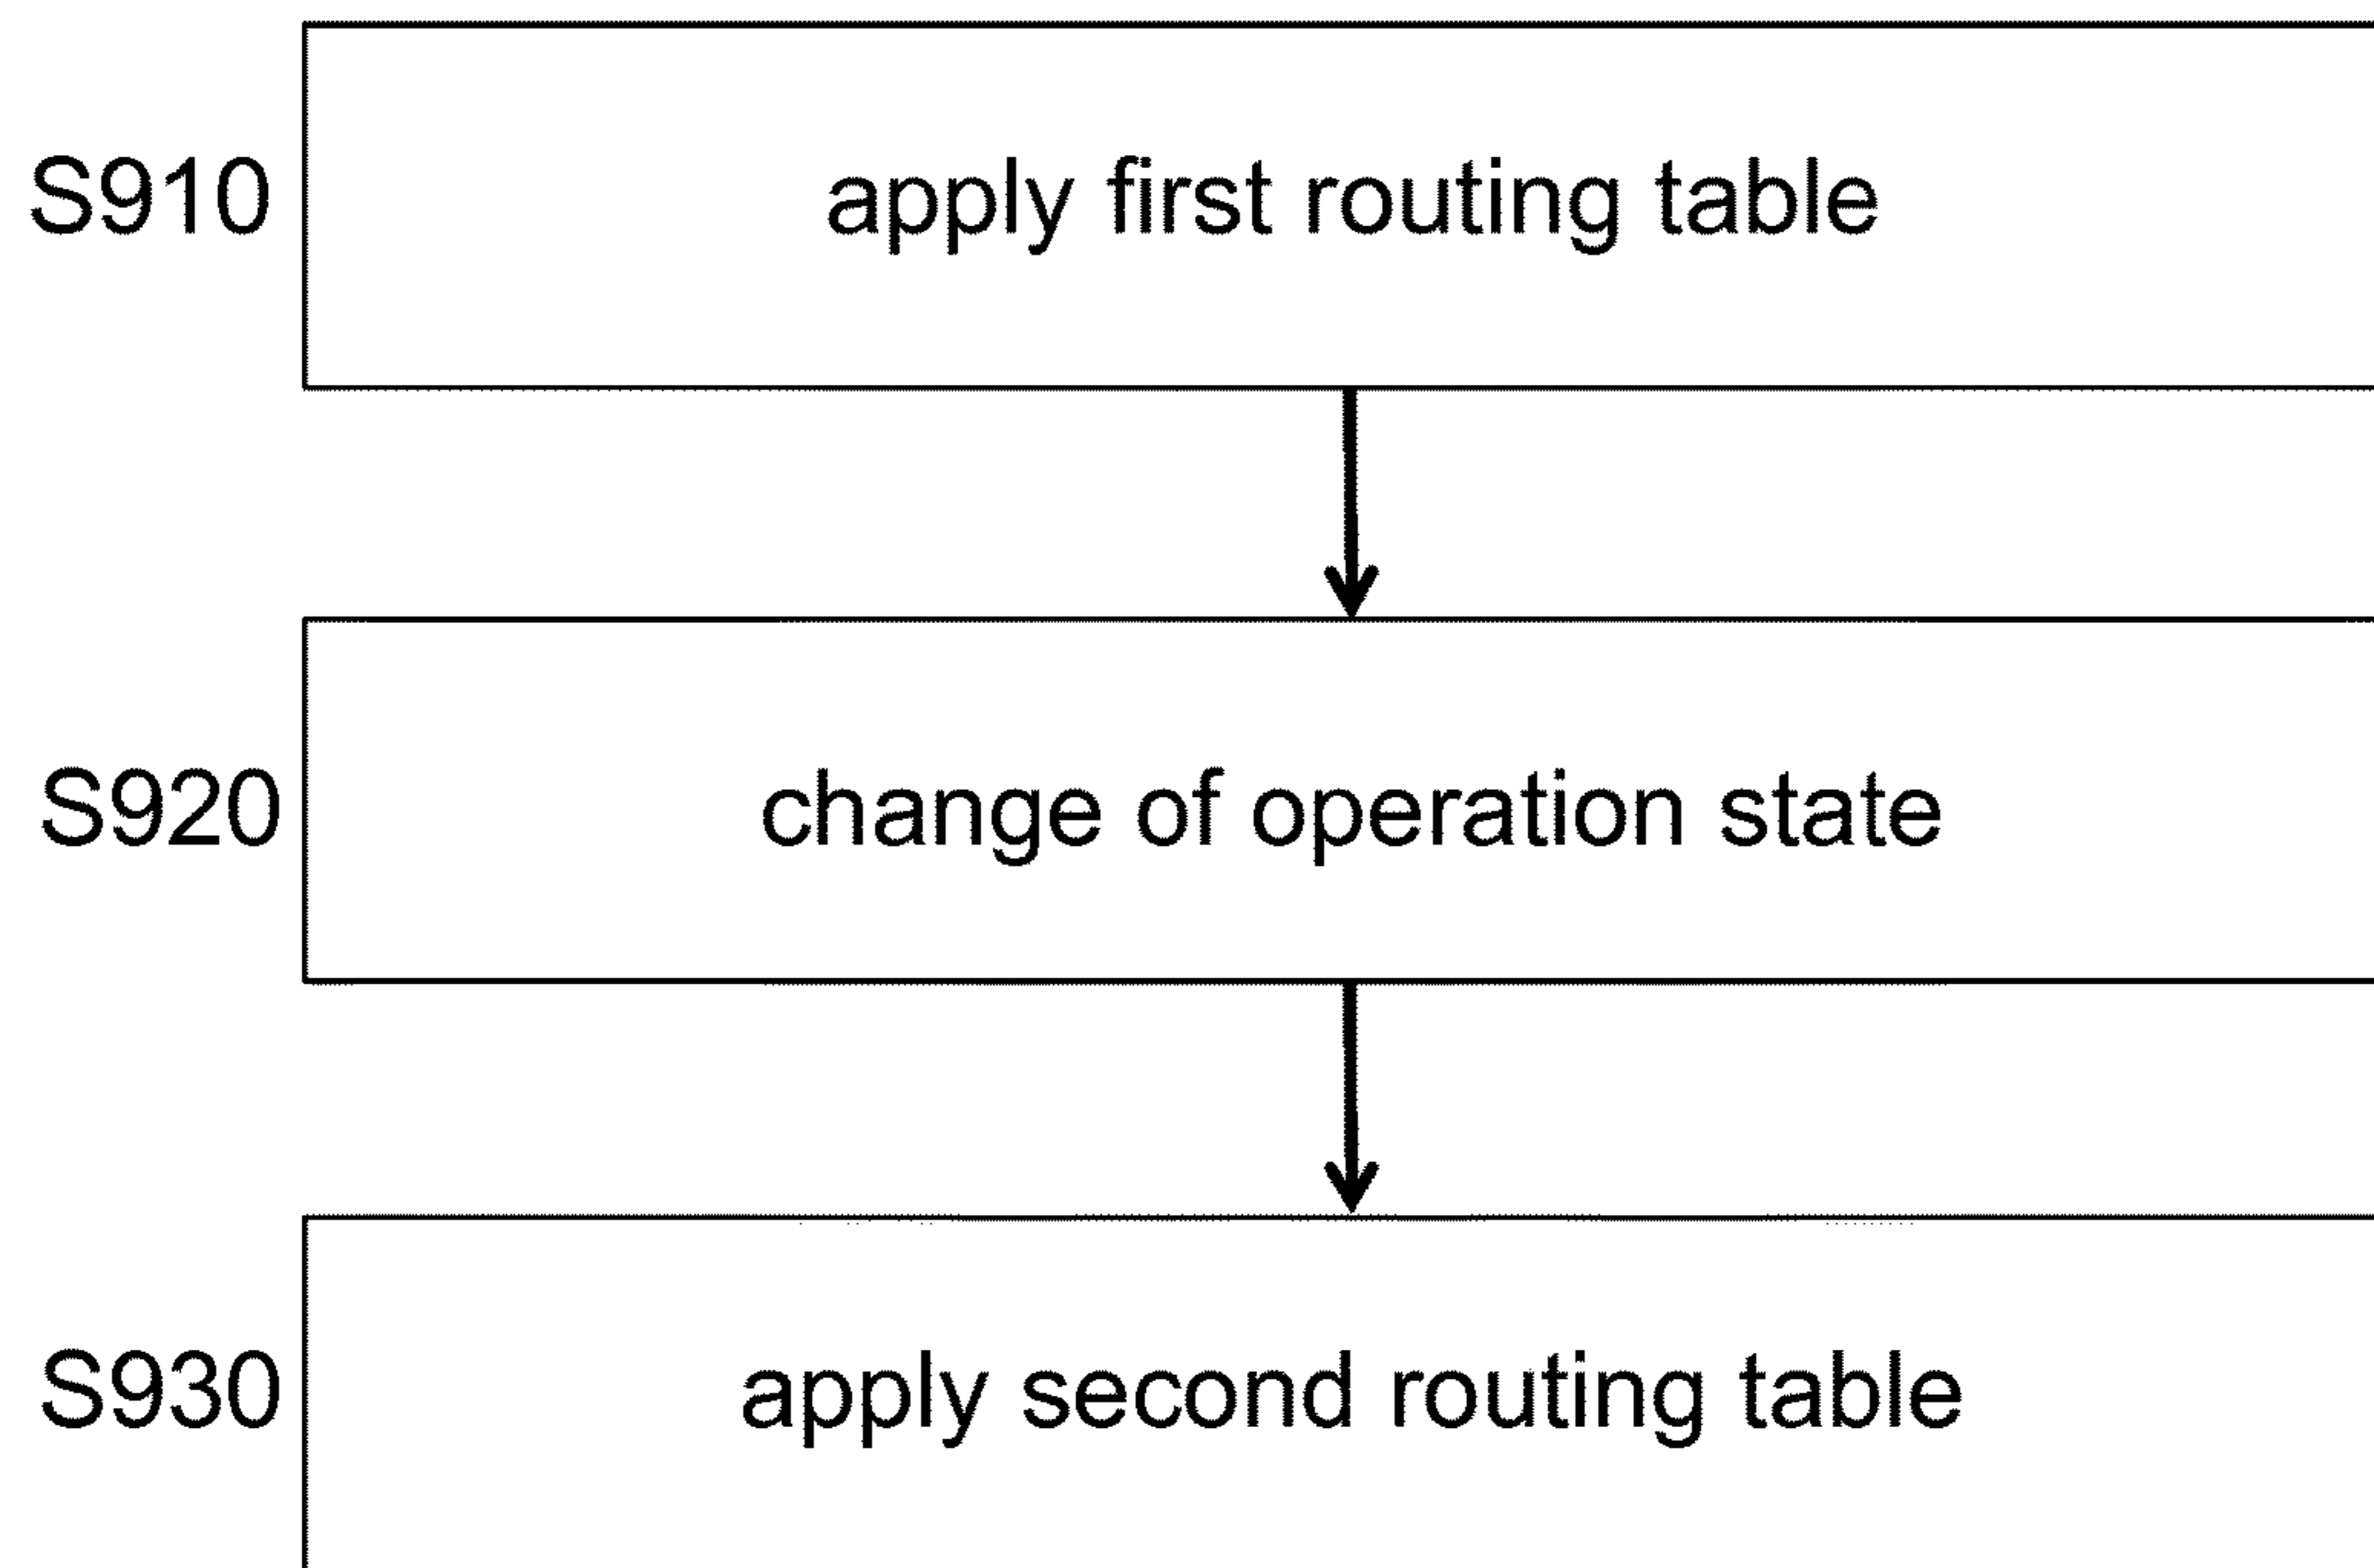 S910 apply first routing table
S920 change of operation state
S930 apply second routing table